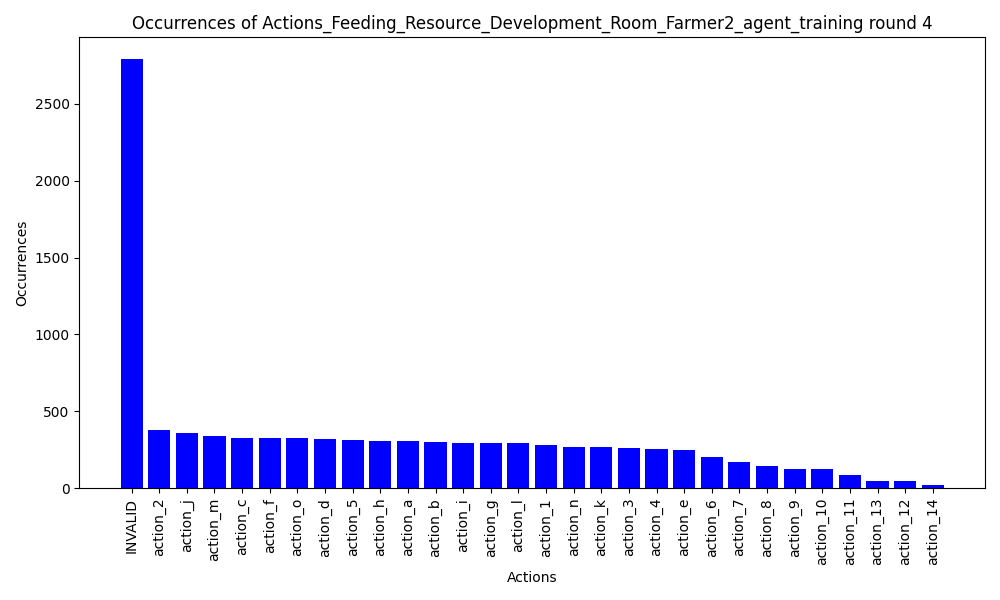 Occurrences of Actions_Feeding_Resource_Development_Room_Farmer2_agent_training round 4
Occurrences
2500
2000
1500
1000
500
0
INVALID
action_2
action_j
action_m
action_c
action_f
action_o
action_d
action_5
action_h
action_a
action_b
action_i
action_g
action_l
action_1
action_n
action_k
action_3
action_4
action_e
action_6
action_7
action_8
action_9
action_10
action_11
action_13
action_12
action_14
Actions